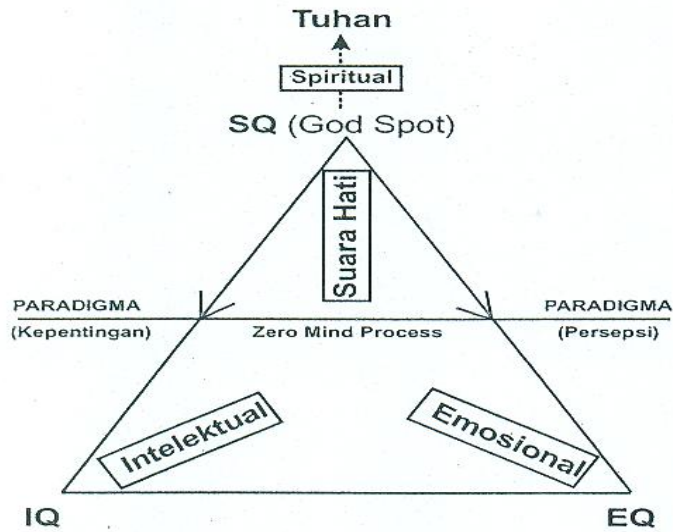 Tuhan
Spiritual
SQ (God Spot)
Suara Hati
PARADIGMA
(Kepentingan)
Zero Mind Process
PARADIGMA
(Persepsi)
Intelektual
Emosional
IQ
EQ